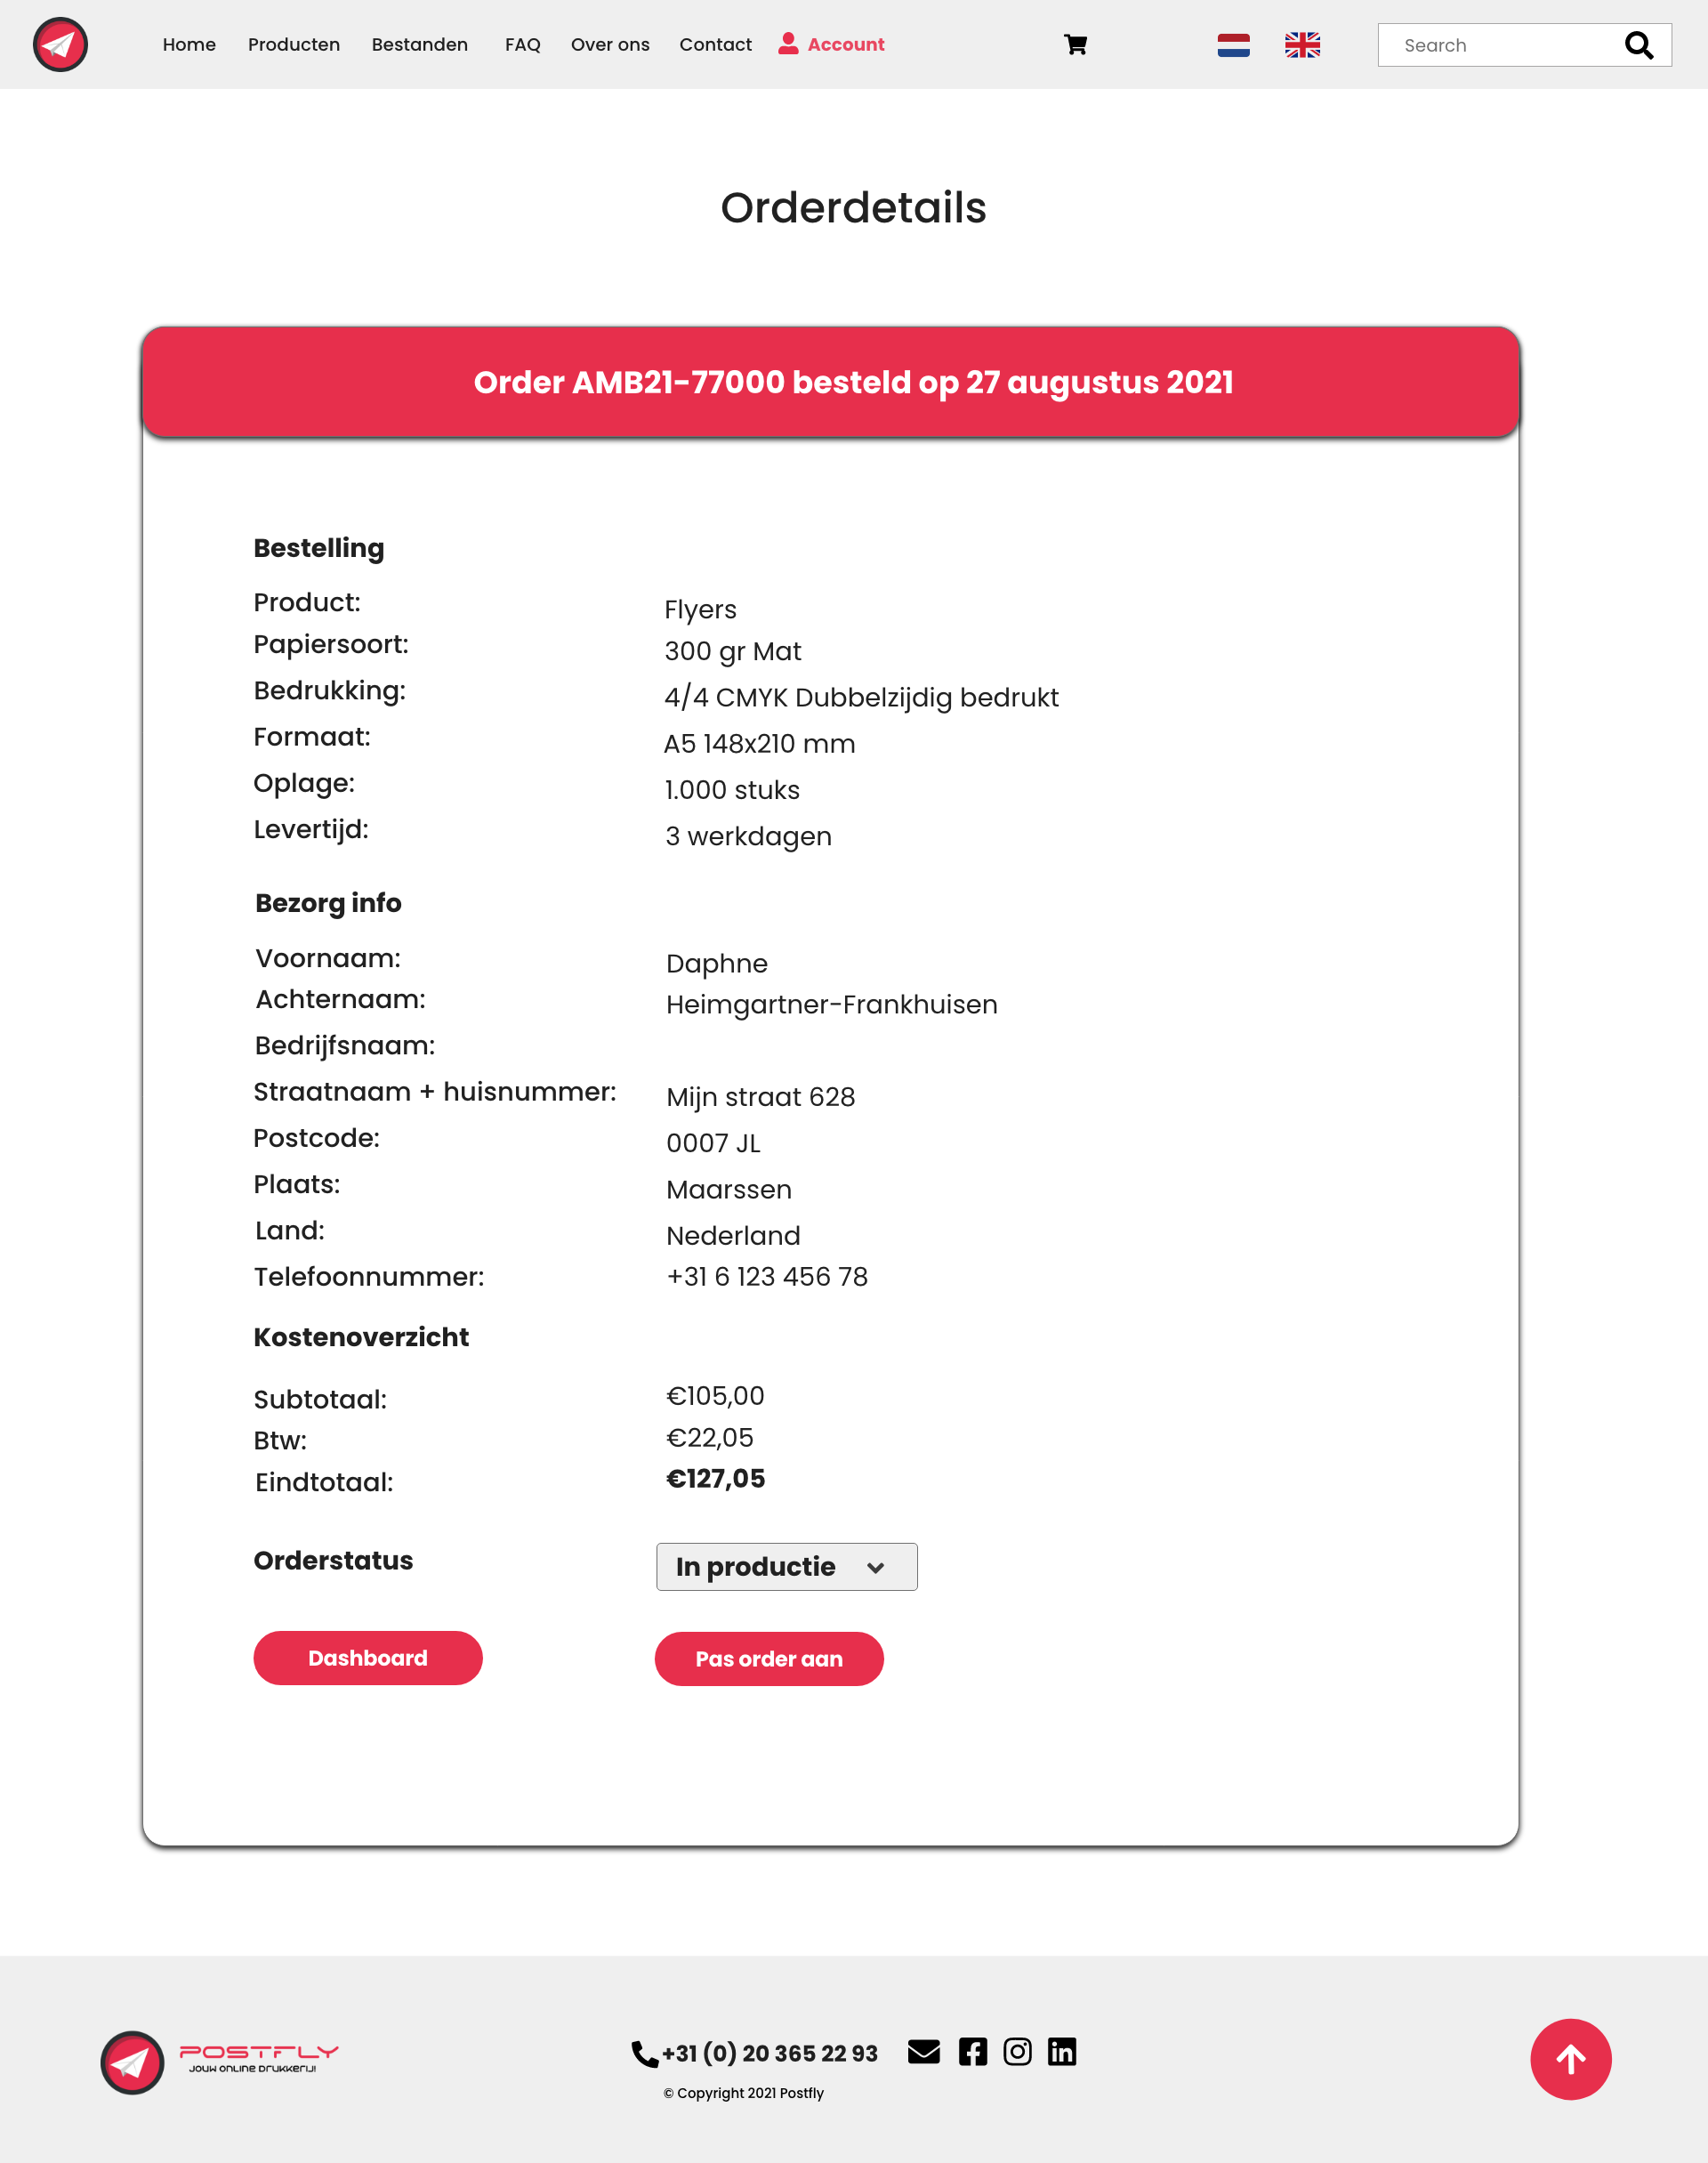 Home Producten Bestanden FAQ Over ons Contact Account Search
Orderdetails
Order AMB21-77000 besteld op 27 augustus 2021
Bestelling
Product: Flyers
Papiersoort: 300 gr Mat
Bedrukking: 4/4 CMYK Dubbelzijdig bedrukt
Formaat: A5 148x210 mm
Oplage: 1.000 stuks
Levertijd: 3 werkdagen
Bezorg info
Voornaam: Daphne
Achternaam: Heimgartner-Frankhuisen
Bedrijfsnaam:
Straatnaam + huisnummer: Mijn straat 628
Postcode: 0007 JL
Plaats: Maarssen
Land: Nederland
Telefoonnummer: +31 6 123 456 78
Kostenoverzicht
Subtotaal: €105,00
Btw: €22,05
Eindtotaal: €127,05
Orderstatus In productie
Dashboard Pas order aan
POSTFLY
Jouw online drukkerij!
+31 (0) 20 365 22 93
© Copyright 2021 Postfly